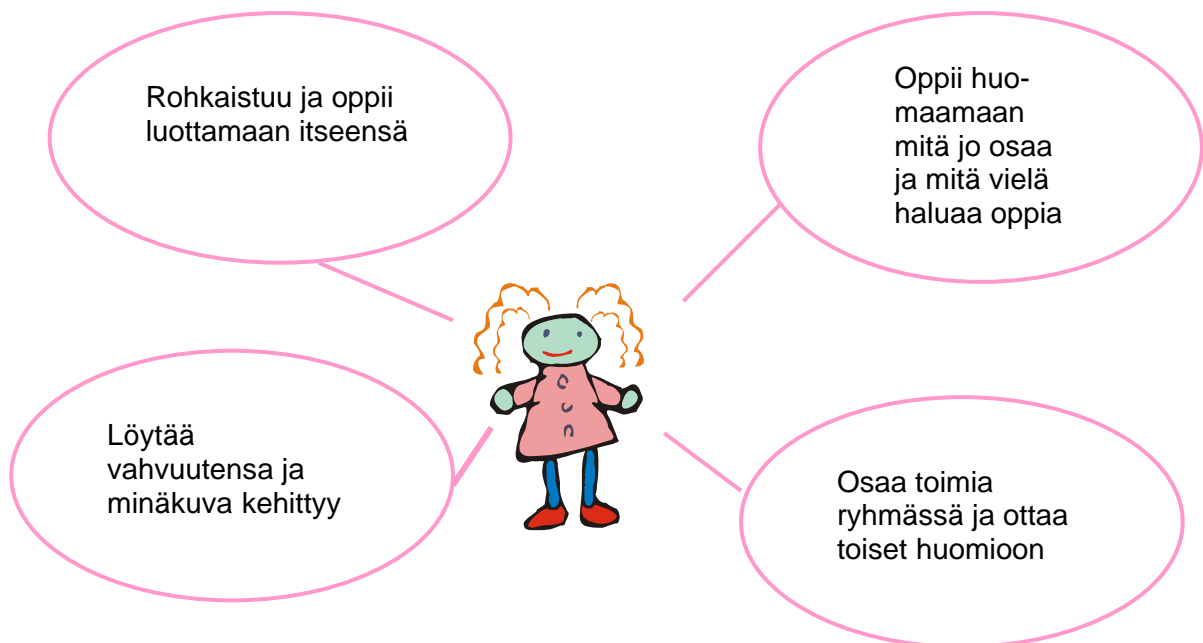 Rohkaistuu ja oppii
luottamaan itseensä
Oppii huo-
maamaan
mitä jo osaa
ja mitä vielä
haluaa oppia
Löytää
vahvuutensa ja
minäkuva kehittyy
Osaa toimia
ryhmässä ja ottaa
toiset huomioon